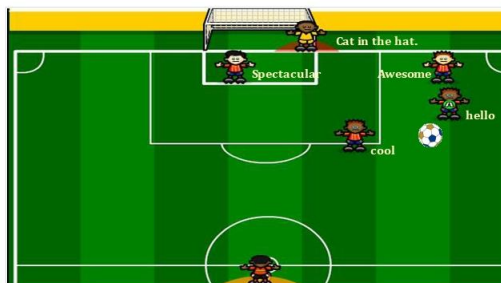 Cat in the hat.
Spectacular
Awesome
hello
cool